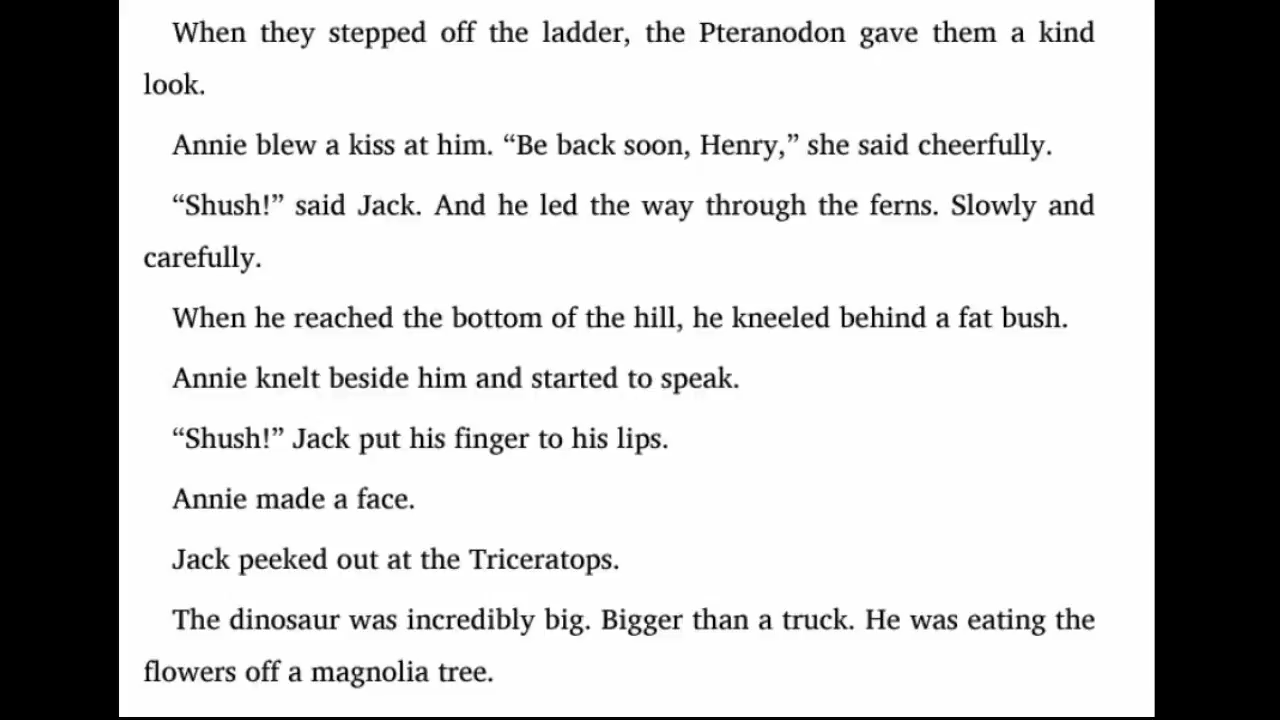 When they stepped off the ladder, the Pteranodon gave them a kind
look.
Annie blew a kiss at him. “Be back soon, Henry,” she said cheerfully.
“Shush!” said Jack. And he led the way through the ferns. Slowly and
carefully.
When he reached the bottom of the hill, he kneeled behind a fat bush.
Annie knelt beside him and started to speak.
“Shush!” Jack put his finger to his lips.
Annie made a face.
Jack peeked out at the Triceratops.
The dinosaur was incredibly big. Bigger than a truck. He was eating the
flowers off a magnolia tree.